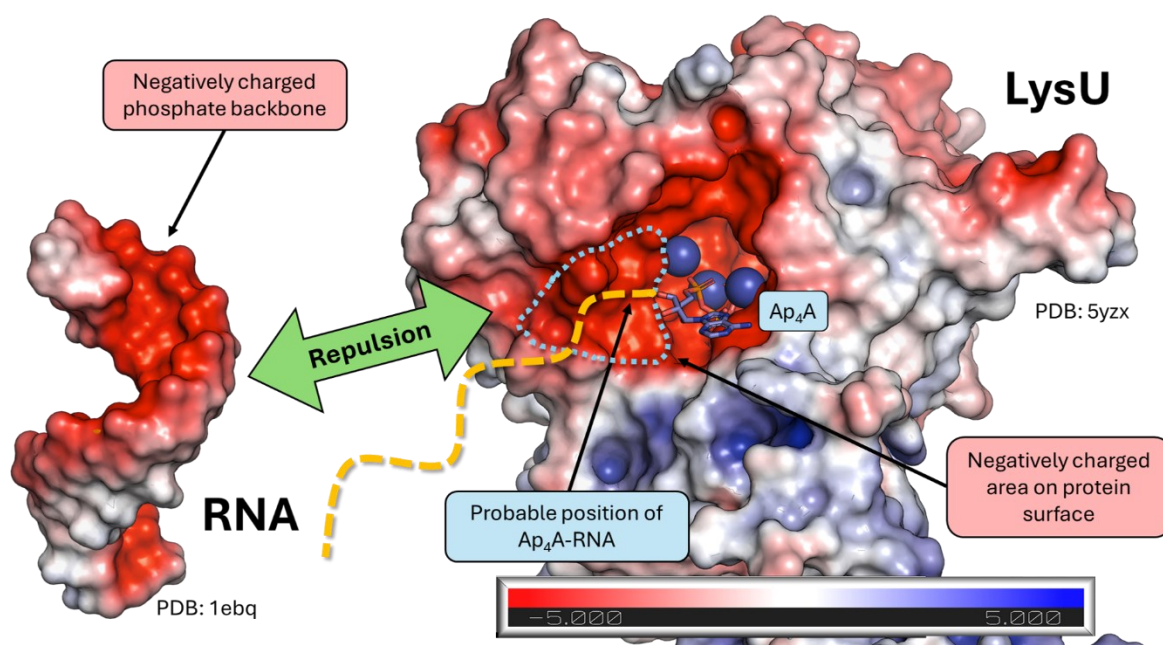 Negatively charged
phosphate backbone
LysU
Ap₄A
PDB: 5yzx
Repulsion
RNA
PDB: 1ebq
Probable position of
Ap₄A-RNA
Negatively charged
area on protein
surface
-5.000
5.000